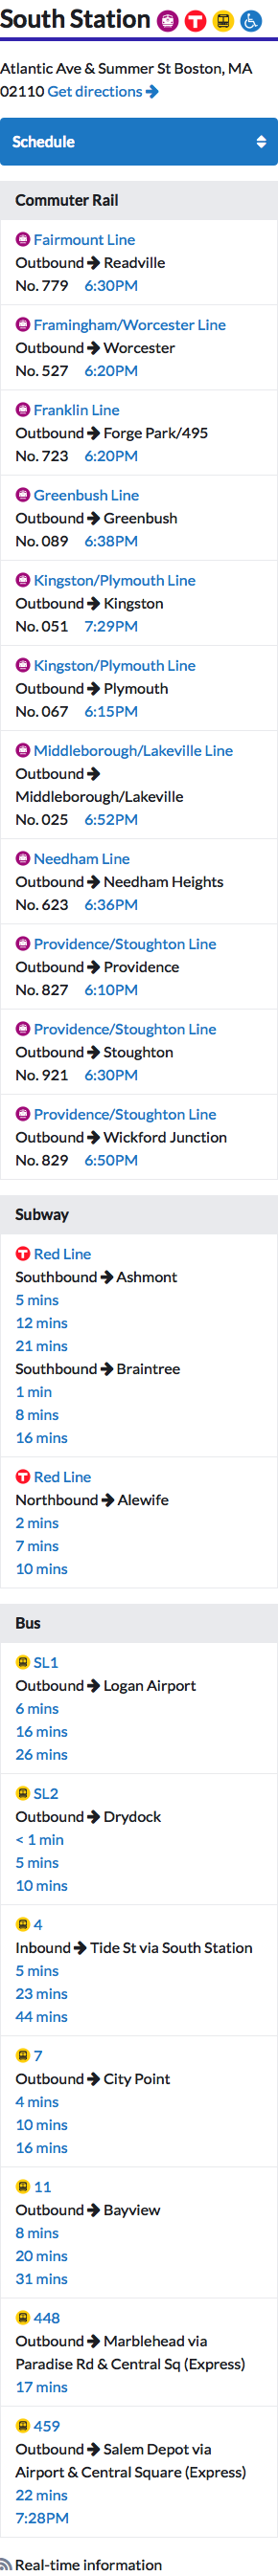 South Station
Atlantic Ave & Summer St Boston, MA
02110 Get directions
Schedule
Commuter Rail
Fairmount Line
Outbound Readville
No. 779 6:30PM
Framingham/Worcester Line
Outbound Worcester
No. 527 6:20PM
Franklin Line
Outbound Forge Park/495
No. 723 6:20PM
Greenbush Line
Outbound Greenbush
No. 089 6:38PM
Kingston/Plymouth Line
Outbound Kingston
No. 051 7:29PM
Kingston/Plymouth Line
Outbound Plymouth
No. 067 6:15PM
Middleborough/Lakeville Line
Outbound
Middleborough/Lakeville
No. 025 6:52PM
Needham Line
Outbound Needham Heights
No. 623 6:36PM
Providence/Stoughton Line
Outbound Providence
No. 827 6:10PM
Providence/Stoughton Line
Outbound Stoughton
No. 921 6:30PM
Providence/Stoughton Line
Outbound Wickford Junction
No. 829 6:50PM
Subway
Red Line
Southbound Ashmont
5 mins
12 mins
21 mins
Southbound Braintree
1 min
8 mins
16 mins
Red Line
Northbound Alewife
2 mins
7 mins
10 mins
Bus
SL1
Outbound Logan Airport
6 mins
16 mins
26 mins
SL2
Outbound Drydock
< 1 min
5 mins
10 mins
4
Inbound Tide St via South Station
5 mins
23 mins
44 mins
7
Outbound City Point
4 mins
10 mins
16 mins
11
Outbound Bayview
8 mins
20 mins
31 mins
448
Outbound Marblehead via
Paradise Rd & Central Sq (Express)
17 mins
459
Outbound Salem Depot via
Airport & Central Square (Express)
22 mins
7:28PM
Real-time information